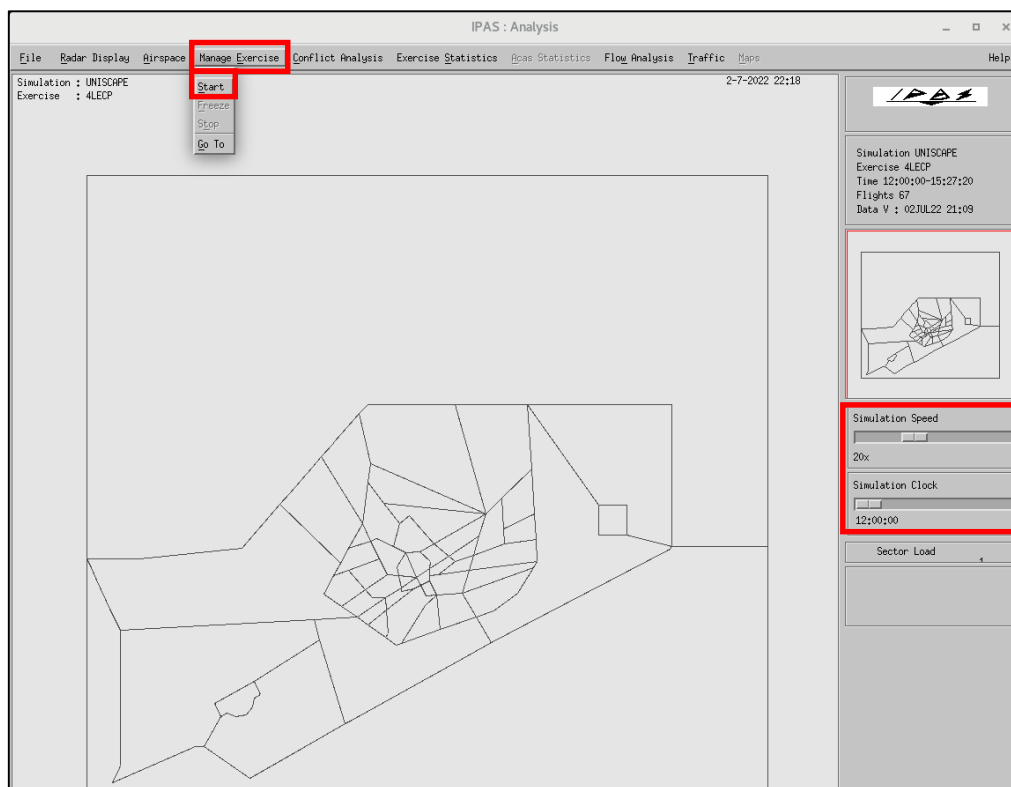 IPAS : Analysis
File Radar Display Airspace Manage Exercise Conflict Analysis Exercise Statistics Acas Statistics Flow Analysis Traffic Maps Help
Simulation : UNISCAPE
Exercise : 4LECP
2-7-2022 22:18
Start
Freeze
Stop
Go To
IPAS
Simulation UNISCAPE
Exercise 4LECP
Time 12:00:00-15:27:20
Flights 67
Data V : 02JUL22 21:09
Simulation Speed
20x
Simulation Clock
12:00:00
Sector Load